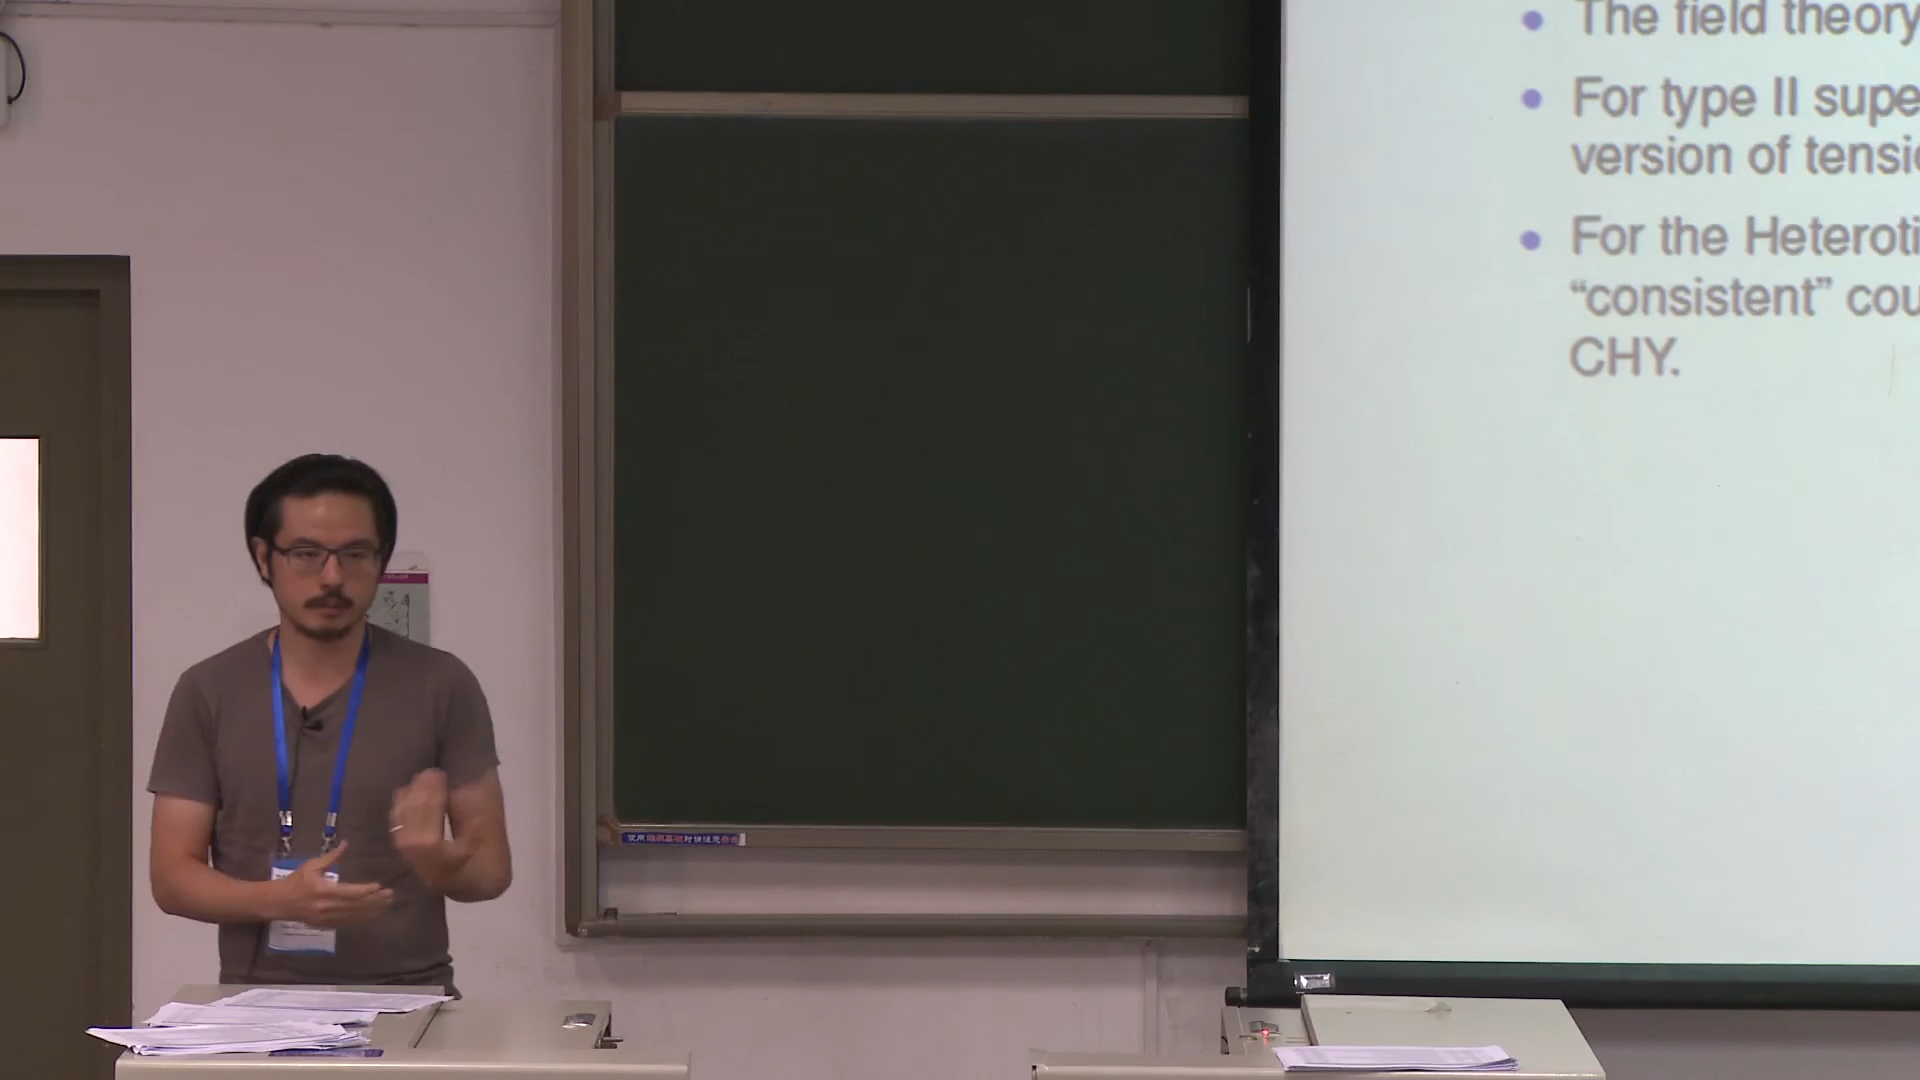 The field theory
For type II supe
version of tensi
For the Heteroti
“consistent” cou
CHY.